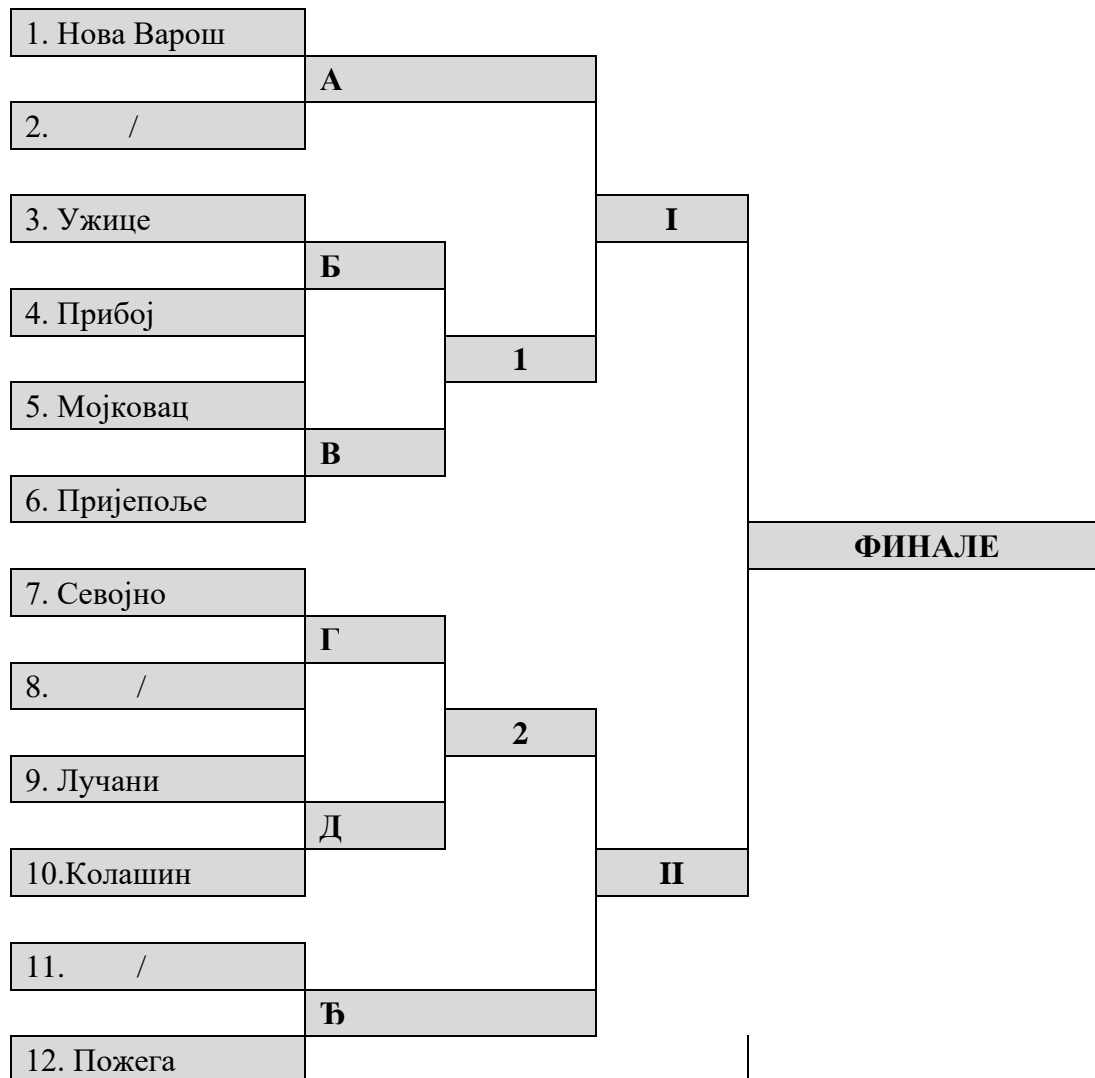 1. Нова Варош
А
2. /
3. Ужице
I
Б
4. Прибој
1
5. Мојковац
В
6. Пријепоље
ФИНАЛЕ
7. Севојно
Г
8. /
2
9. Лучани
Д
10.Колашин
II
11. /
Ђ
12. Пожега